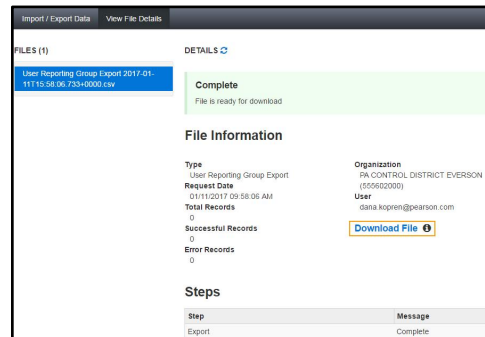 Import / Export Data View File Details
FILES (1)
DETAILS
User Reporting Group Export 2017-01-
11T15:58:06.733+0000.csv
Complete
File is ready for download
File Information
Type
User Reporting Group Export
Request Date
01/11/2017 09:58:06 AM
Total Records
0
Successful Records
0
Error Records
0
Organization
PA CONTROL DISTRICT EVERSON
(555602000)
User
dana.kopren@pearson.com
Download File
Steps
Step Message
Export Complete